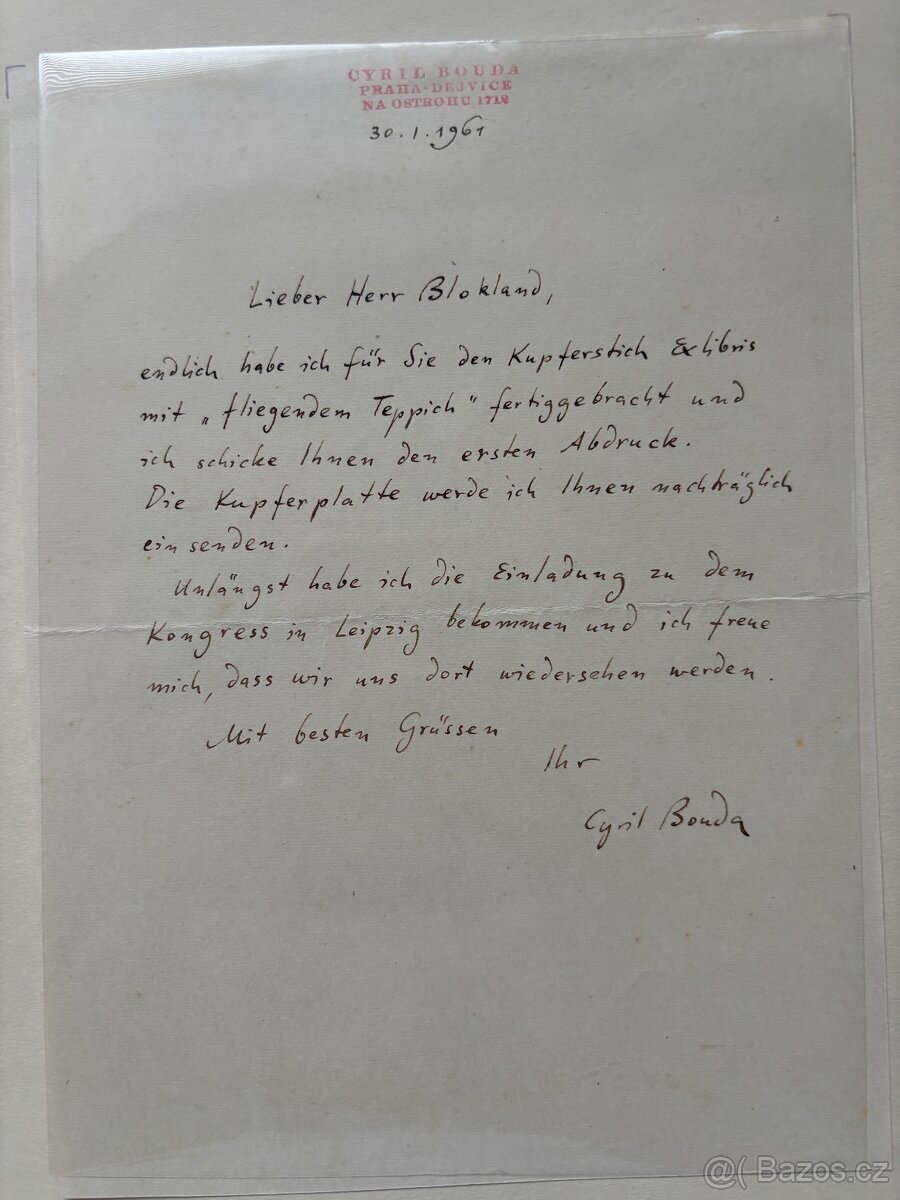 CYRIL BOUDA
PRAHA-DEJVICE
NA OSTROHU 1718
30.1.1961
Lieber Herr Blokland,
endlich habe ich für Sie den Kupferstich Exlibris
mit „fliegendem Teppich" fertiggebracht und
ich schicke Ihnen den ersten Abdruck.
Die Kupferplatte werde ich Ihnen nachträglich
einsenden.
Unlängst habe ich die Einladung zu dem
Kongress in Leipzig bekommen und ich freue
mich, dass wir uns dort wiedersehen werden.
Mit besten Grüssen
Ihr
Cyril Bouda
@( Bazos.cz